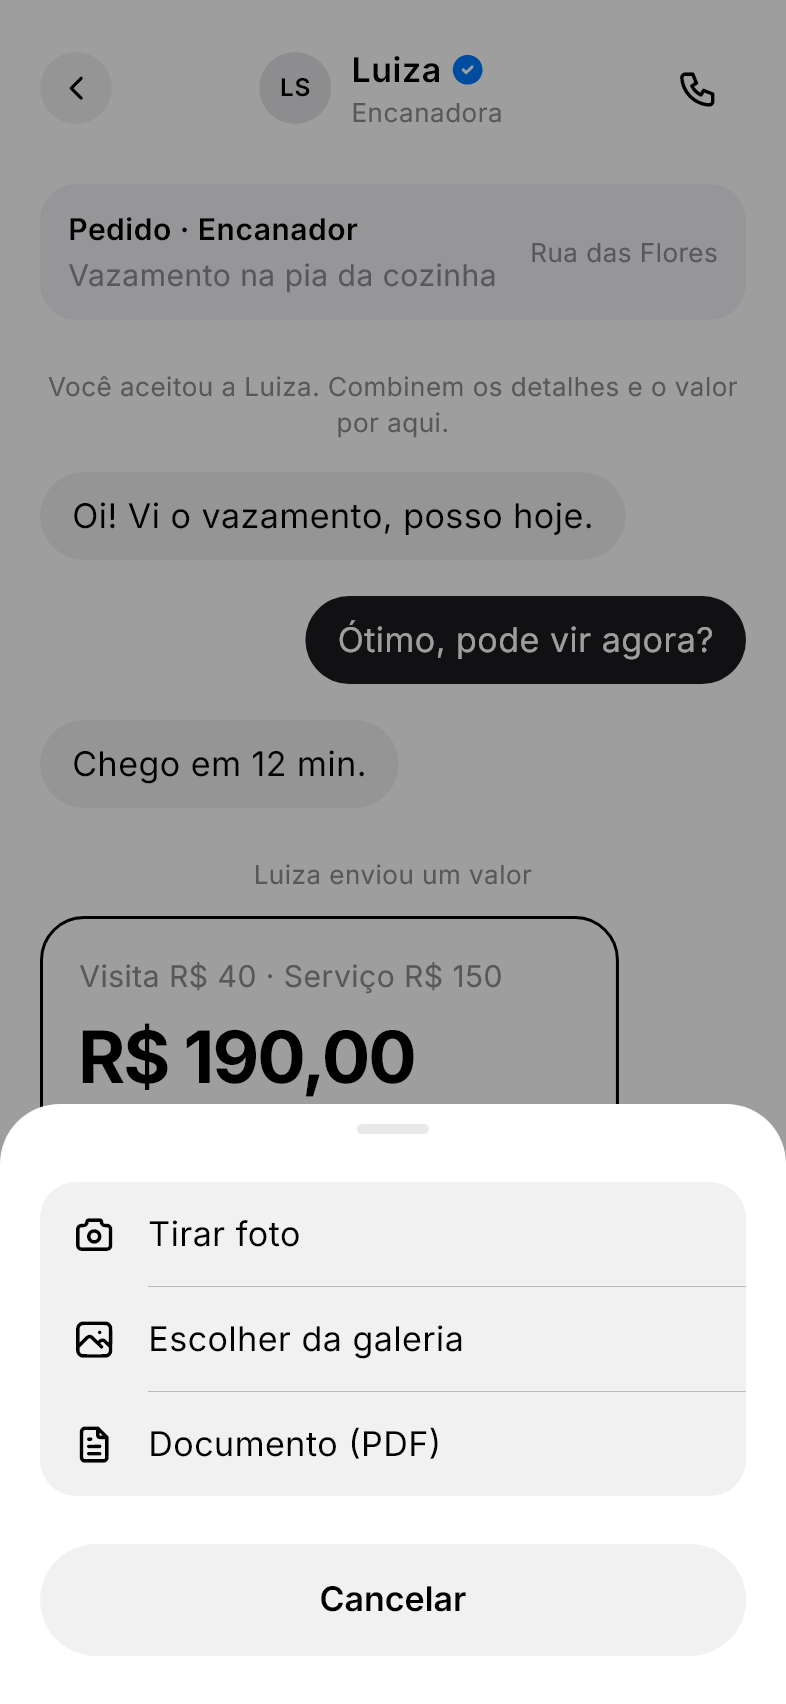 LS
Luiza
Encanadora
Pedido · Encanador
Vazamento na pia da cozinha
Rua das Flores
Você aceitou a Luiza. Combinem os detalhes e o valor
por aqui.
Oi! Vi o vazamento, posso hoje.
Ótimo, pode vir agora?
Chego em 12 min.
Luiza enviou um valor
Visita R$ 40 · Serviço R$ 150
R$ 190,00
Tirar foto
Escolher da galeria
Documento (PDF)
Cancelar